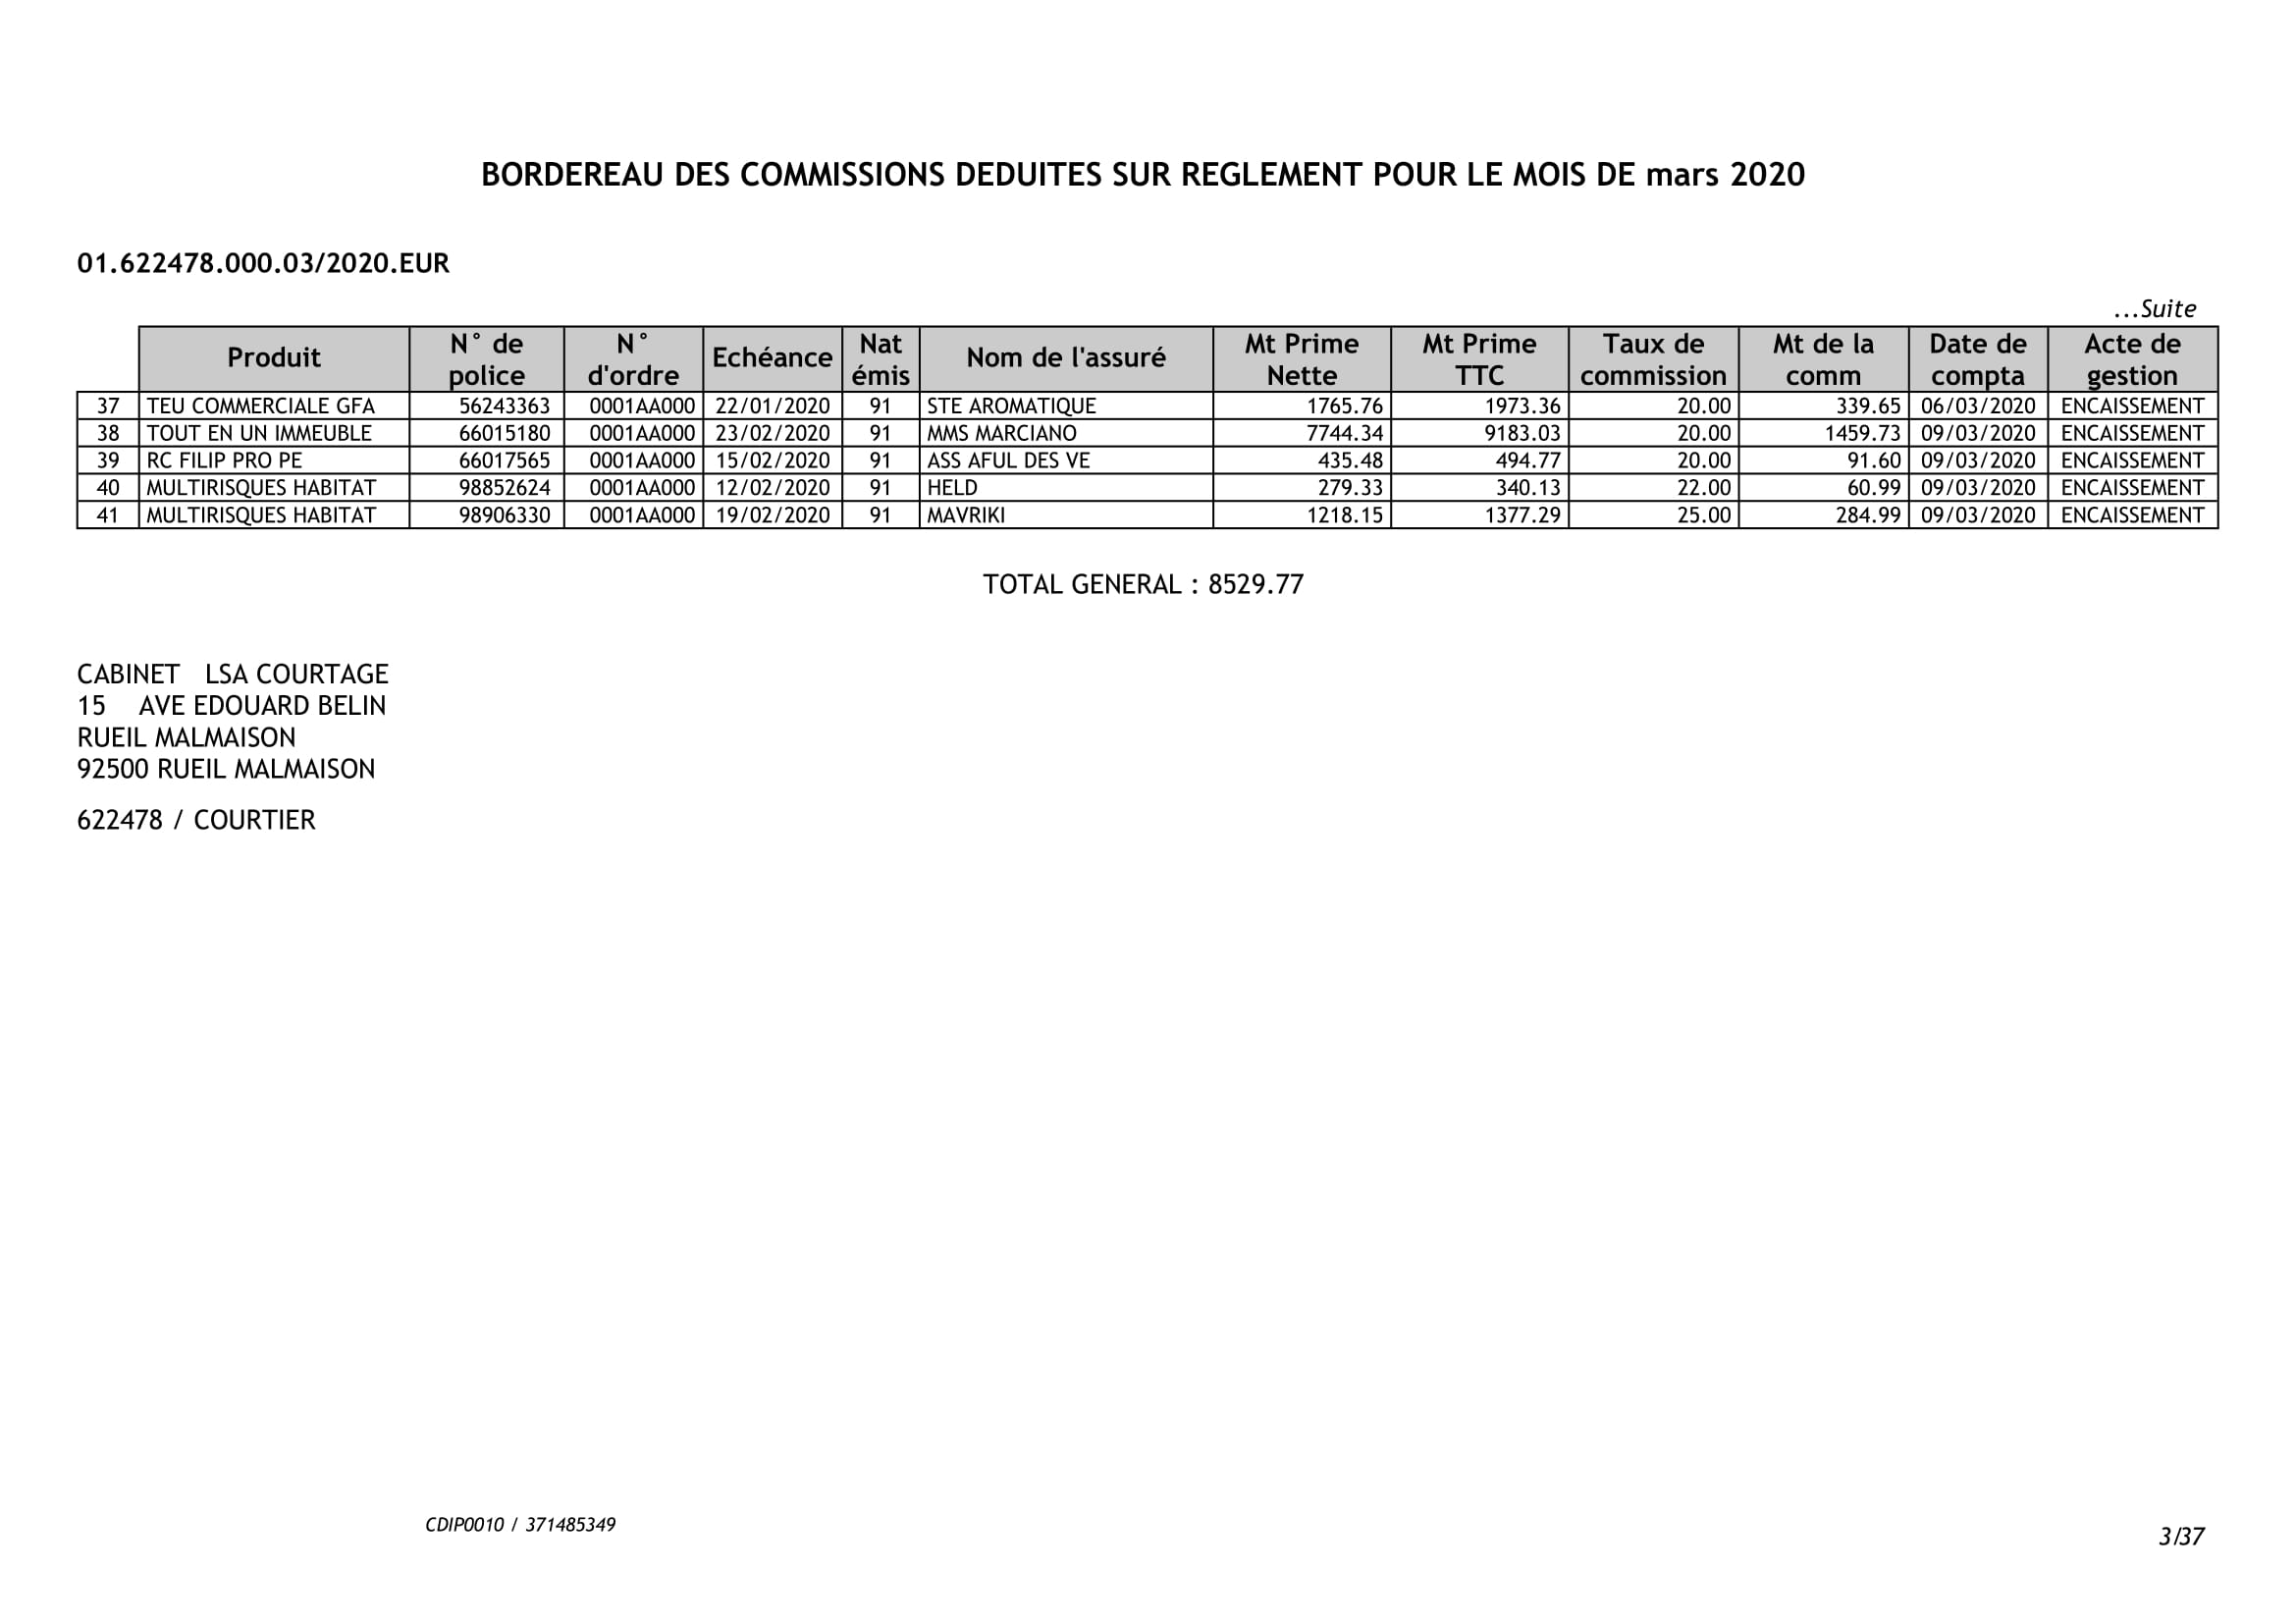 BORDEREAU DES COMMISSIONS DEDUITES SUR REGLEMENT POUR LE MOIS DE mars 2020
01.622478.000.03/2020.EUR
...Suite
Produit N° de police N° d'ordre Echéance Nat émis Nom de l'assuré Mt Prime Nette Mt Prime TTC Taux de commission Mt de la comm Date de compta Acte de gestion
37 TEU COMMERCIALE GFA 56243363 0001AA000 22/01/2020 91 STE AROMATIQUE 1765.76 1973.36 20.00 339.65 06/03/2020 ENCAISSEMENT
38 TOUT EN UN IMMEUBLE 66015180 0001AA000 23/02/2020 91 MMS MARCIANO 7744.34 9183.03 20.00 1459.73 09/03/2020 ENCAISSEMENT
39 RC FILIP PRO PE 66017565 0001AA000 15/02/2020 91 ASS AFUL DES VE 435.48 494.77 20.00 91.60 09/03/2020 ENCAISSEMENT
40 MULTIRISQUES HABITAT 98852624 0001AA000 12/02/2020 91 HELD 279.33 340.13 22.00 60.99 09/03/2020 ENCAISSEMENT
41 MULTIRISQUES HABITAT 98906330 0001AA000 19/02/2020 91 MAVRIKI 1218.15 1377.29 25.00 284.99 09/03/2020 ENCAISSEMENT
TOTAL GENERAL : 8529.77
CABINET LSA COURTAGE
15 AVE EDOUARD BELIN
RUEIL MALMAISON
92500 RUEIL MALMAISON
622478 / COURTIER
CDIP0010 / 371485349
3/37